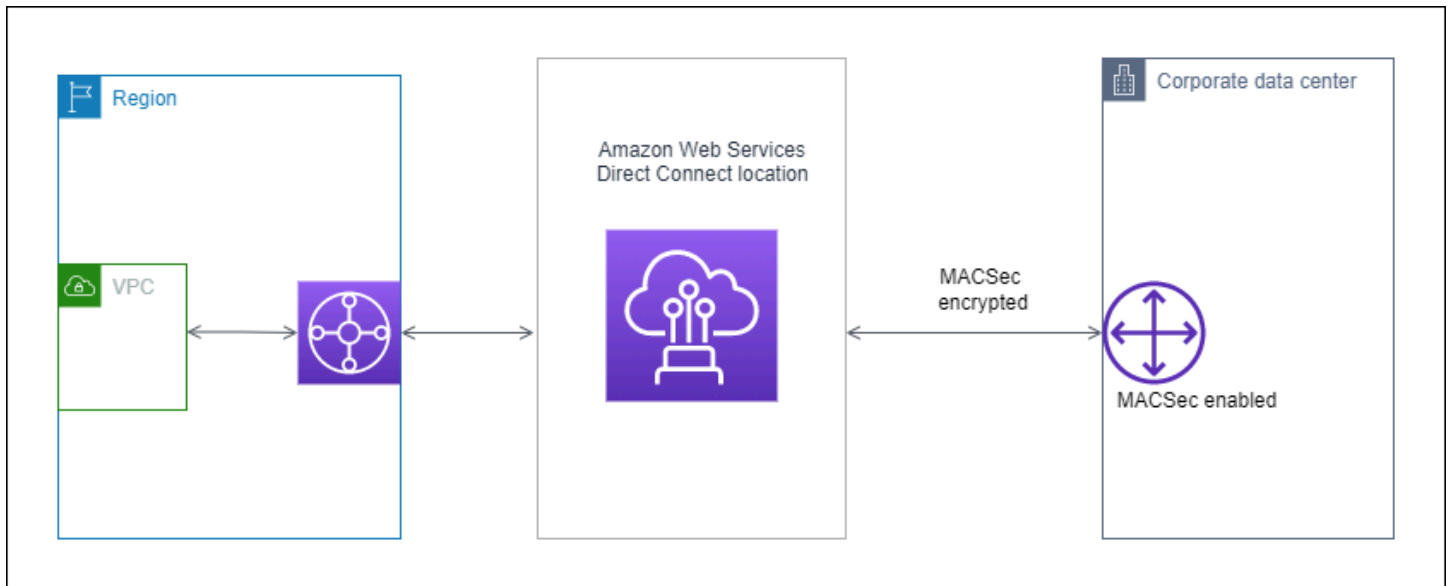 Region
VPC
Amazon Web Services
Direct Connect location
MACSec
encrypted
Corporate data center
MACSec enabled